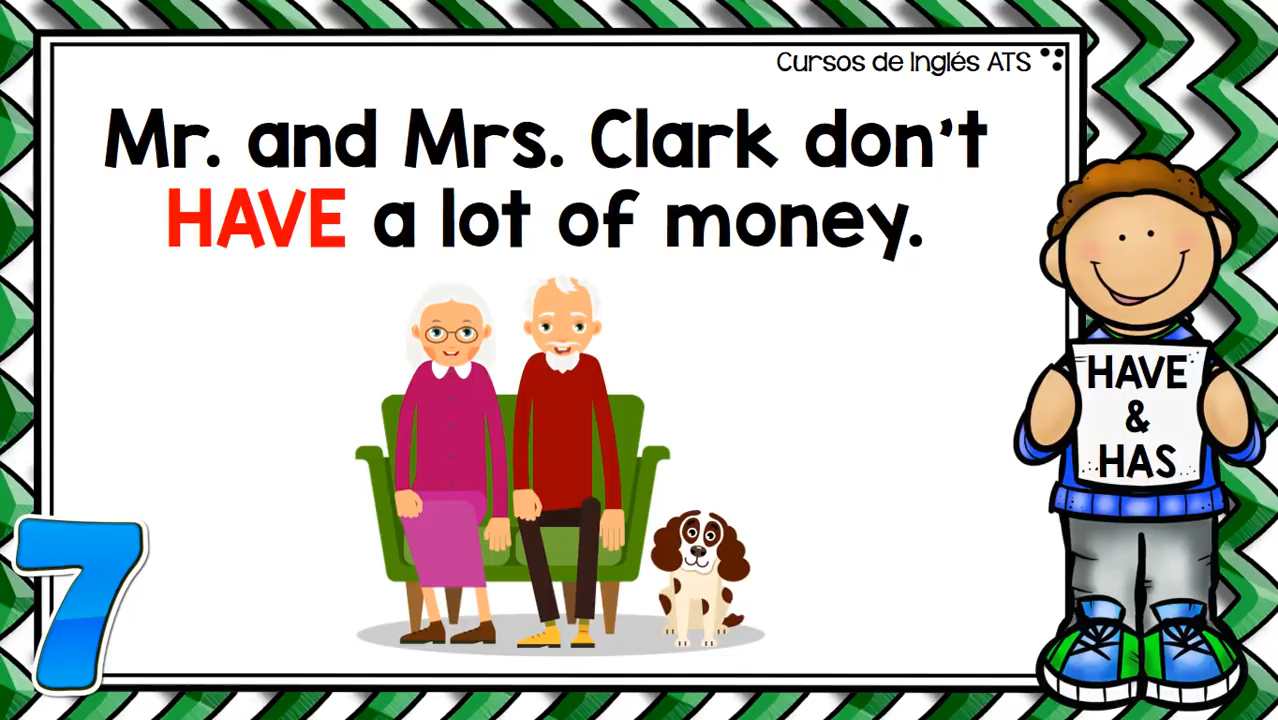 Cursos de Inglés ATS
Mr. and Mrs. Clark don't
HAVE a lot of money.
HAVE
&
HAS
7